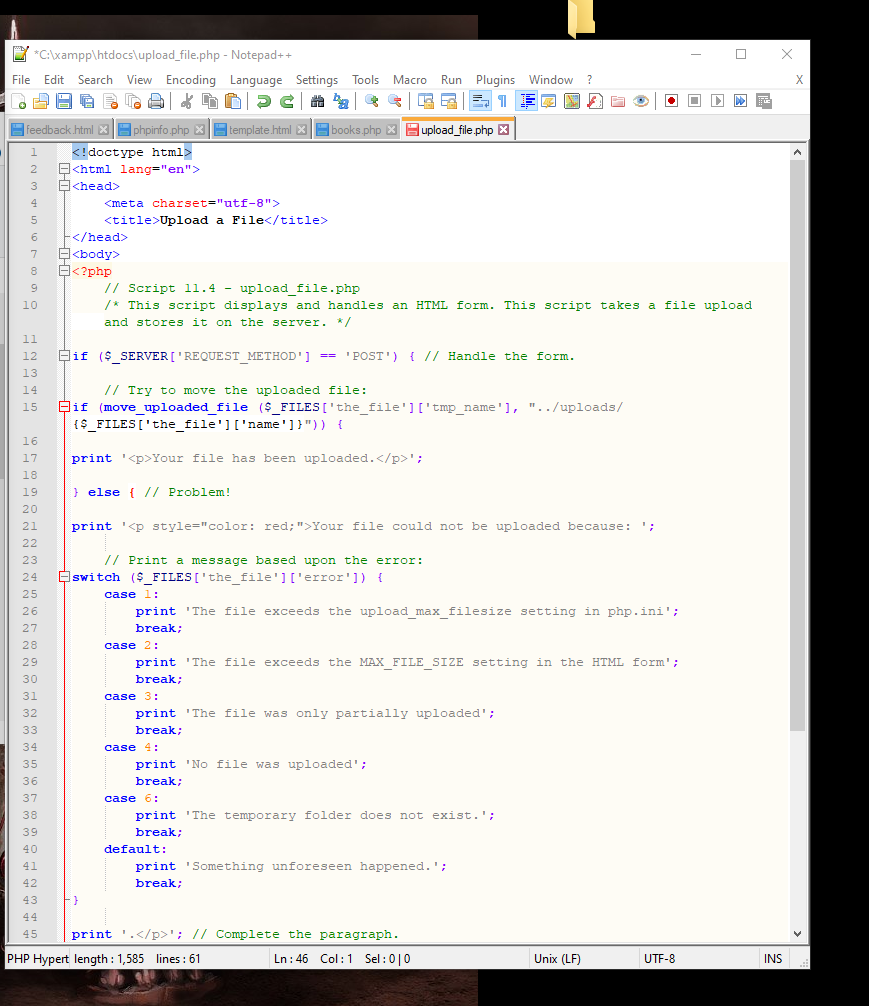 *C:\xampp\htdocs\upload_file.php - Notepad++
File Edit Search View Encoding Language Settings Tools Macro Run Plugins Window ? X
feedback.html phpinfo.php template.html books.php upload_file.php
1 <!doctype html>
2 <html lang="en">
3 <head>
4 <meta charset="utf-8">
5 <title>Upload a File</title>
6 </head>
7 <body>
8 <?php
9 // Script 11.4 - upload_file.php
10 /* This script displays and handles an HTML form. This script takes a file upload
and stores it on the server. */
11
12 if ($_SERVER['REQUEST_METHOD'] == 'POST') { // Handle the form.
13
14 // Try to move the uploaded file:
15 if (move_uploaded_file ($_FILES['the_file']['tmp_name'], "../uploads/
{$_FILES['the_file']['name']}")) {
16
17 print '<p>Your file has been uploaded.</p>';
18
19 } else { // Problem!
20
21 print '<p style="color: red;">Your file could not be uploaded because: ';
22
23 // Print a message based upon the error:
24 switch ($_FILES['the_file']['error']) {
25 case 1:
26 print 'The file exceeds the upload_max_filesize setting in php.ini';
27 break;
28 case 2:
29 print 'The file exceeds the MAX_FILE_SIZE setting in the HTML form';
30 break;
31 case 3:
32 print 'The file was only partially uploaded';
33 break;
34 case 4:
35 print 'No file was uploaded';
36 break;
37 case 6:
38 print 'The temporary folder does not exist.';
39 break;
40 default:
41 print 'Something unforeseen happened.';
42 break;
43 }
44
45 print '.</p>'; // Complete the paragraph.
PHP Hypert length : 1,585 lines : 61 Ln : 46 Col : 1 Sel : 0 | 0 Unix (LF) UTF-8 INS